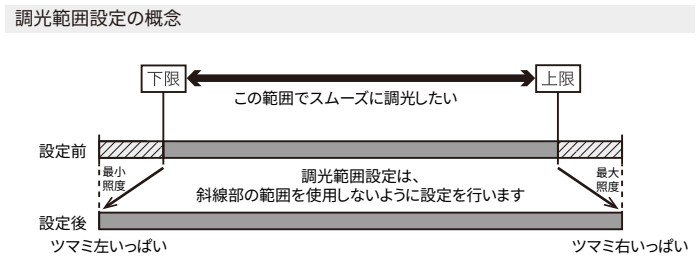 調光範囲設定の概念
下限
上限
この範囲でスムーズに調光したい
設定前
最小
照度
調光範囲設定は、
斜線部の範囲を使用しないように設定を行います
最大
照度
設定後
ツマミ左いっぱい
ツマミ右いっぱい